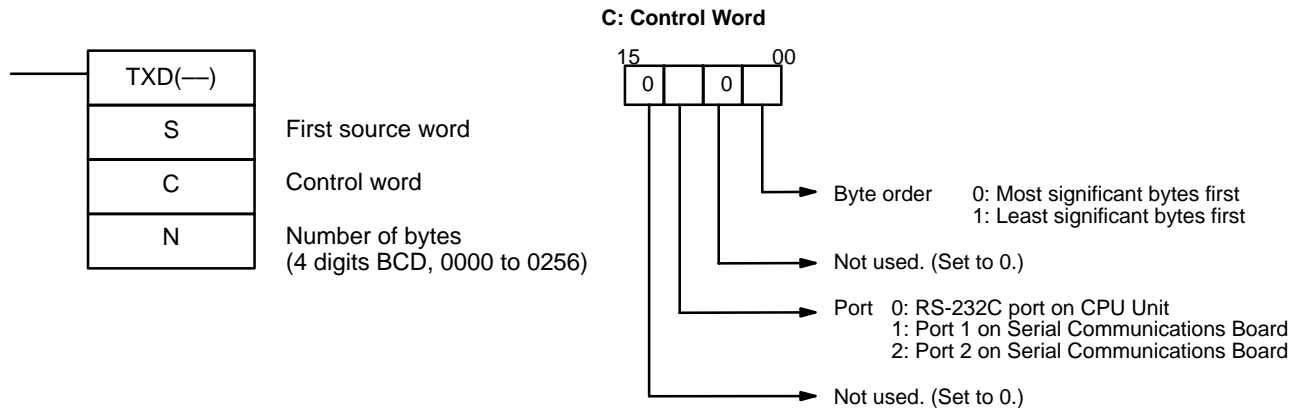 C: Control Word
15 00
0 0
TXD(––)
S First source word
C Control word
N Number of bytes
(4 digits BCD, 0000 to 0256)
Byte order 0: Most significant bytes first
1: Least significant bytes first
Not used. (Set to 0.)
Port 0: RS-232C port on CPU Unit
1: Port 1 on Serial Communications Board
2: Port 2 on Serial Communications Board
Not used. (Set to 0.)